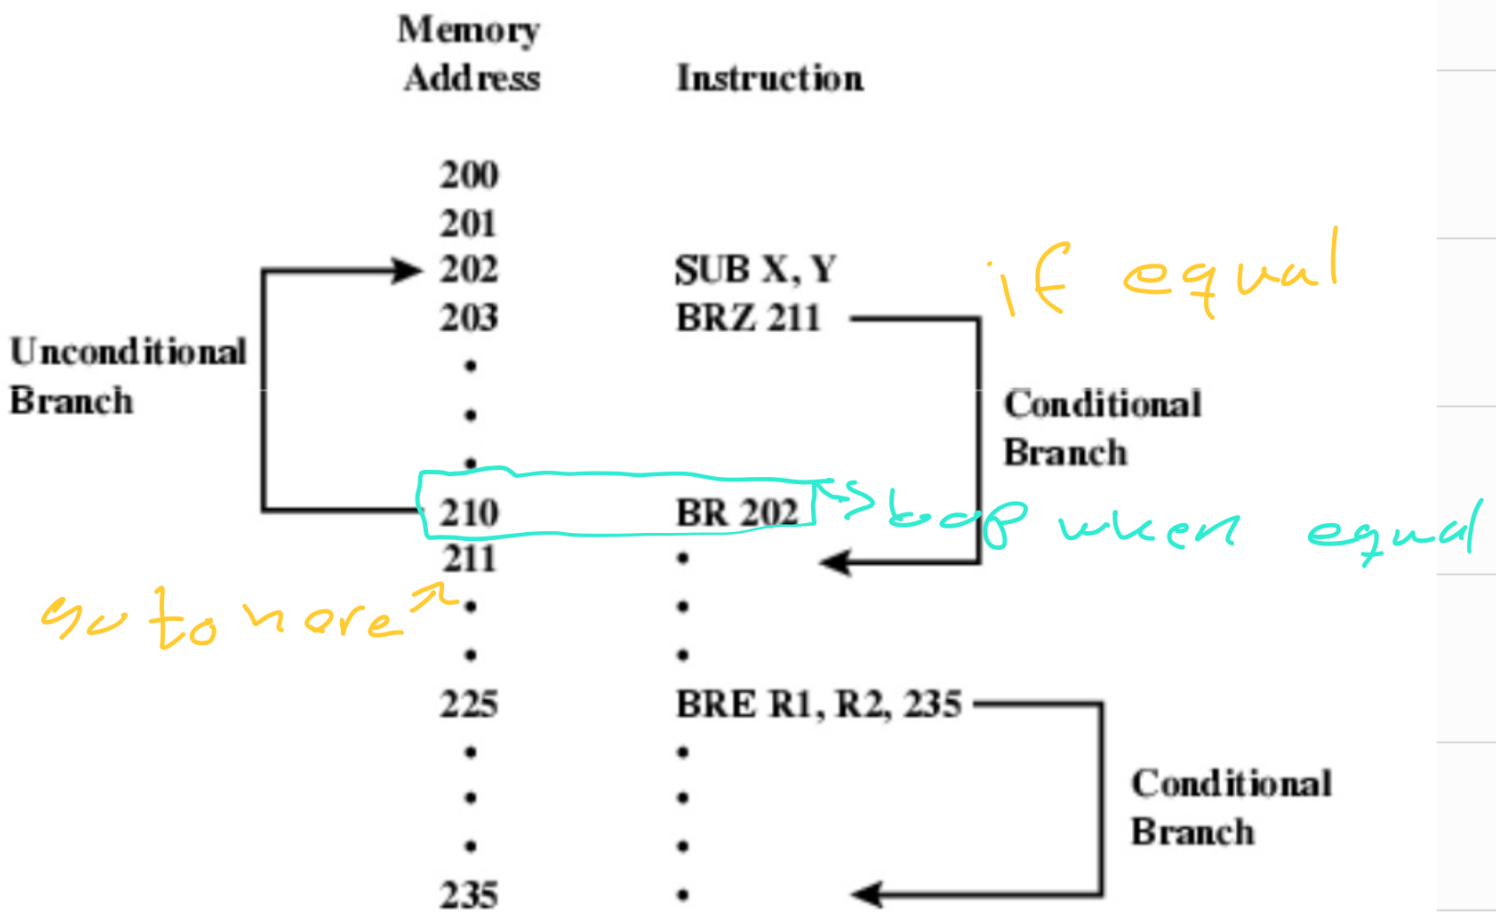 Memory
Address Instruction
200
201
202 SUB X, Y if equal
203 BRZ 211
Unconditional
Branch
Conditional
Branch
210 BR 202 loop when equal
211
go to here
225 BRE R1, R2, 235
Conditional
Branch
235